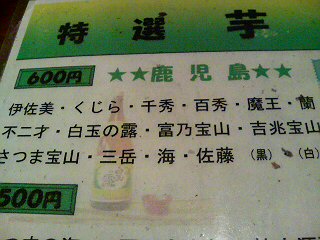 特選芋
600円
★★鹿児島★★
伊佐美・くじら・千秀・百秀・魔王・蘭
不二才・白玉の露・富乃宝山・吉兆宝山
さつま宝山・三岳・海・佐藤（黒）（白）
500円